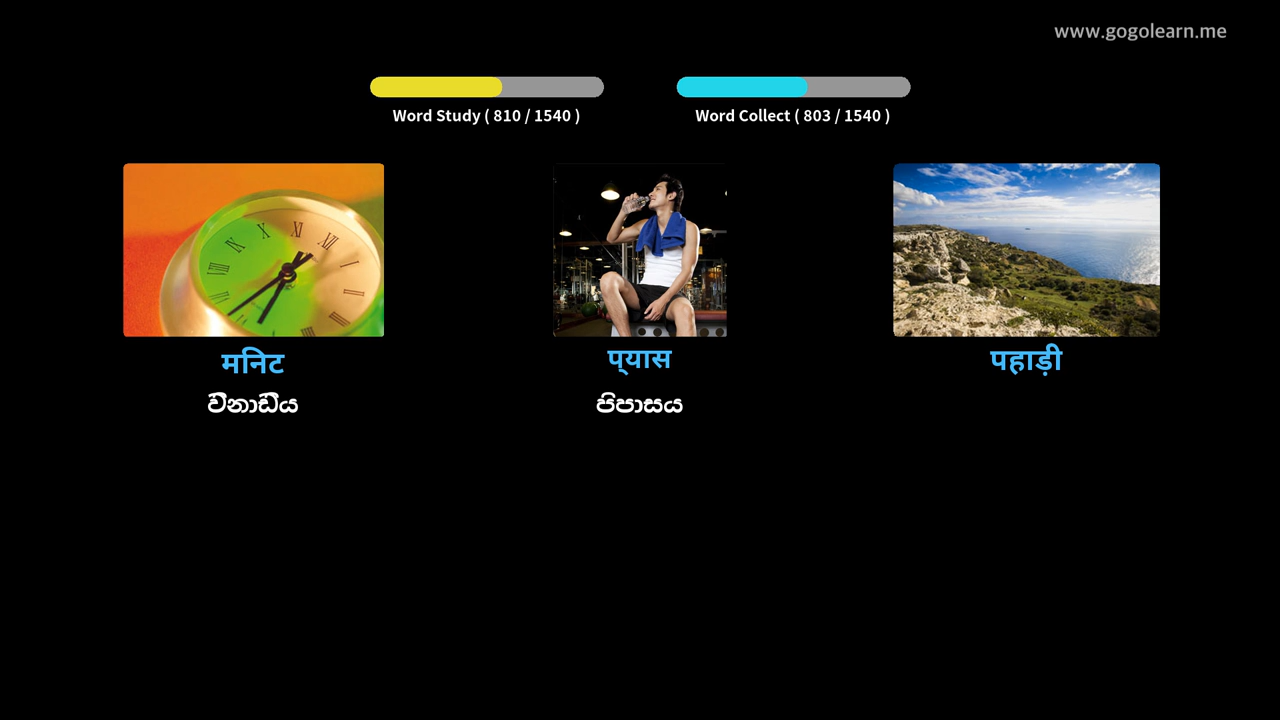 www.gogolearn.me
Word Study ( 810 / 1540 )
Word Collect ( 803 / 1540 )
मनिट
प्यास
पहाड़ी
විනාඩිය
පිපාසය